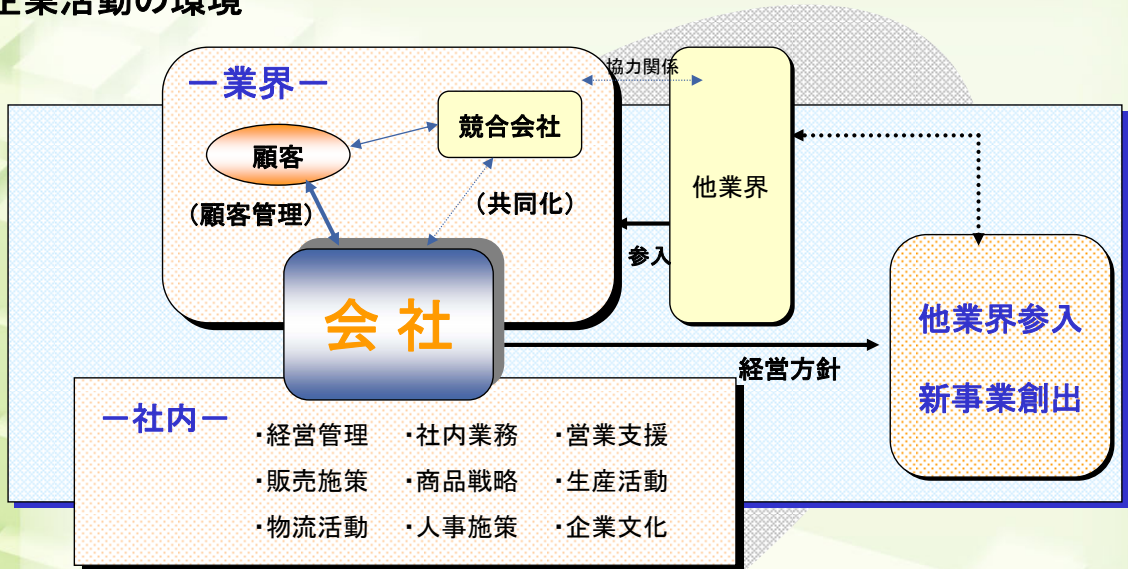 企業活動の環境
－業界－
協力関係
競合会社
顧客
他業界
（顧客管理）
（共同化）
参入
会 社
他業界参入
新事業創出
経営方針
－社内－
・経営管理 ・社内業務 ・営業支援
・販売施策 ・商品戦略 ・生産活動
・物流活動 ・人事施策 ・企業文化